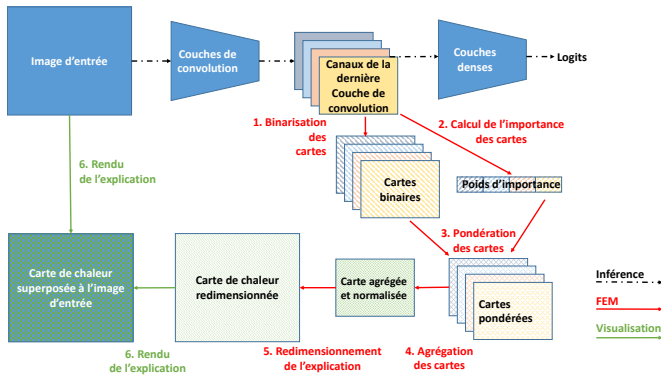 Image d'entrée
Couches de
convolution
Canaux de la
dernière
Couche de
convolution
Couches
denses
Logits
1. Binarisation
des
cartes
2. Calcul de l'importance
des cartes
6. Rendu
de l'explication
Cartes
binaires
Poids d'importance
3. Pondération
des cartes
Carte de chaleur
superposée à l'image
d'entrée
Carte de chaleur
redimensionnée
Carte agrégée
et normalisée
Cartes
pondérées
Inférence
FEM
Visualisation
6. Rendu
de l'explication
5. Redimensionnement
de l'explication
4. Agrégation
des cartes